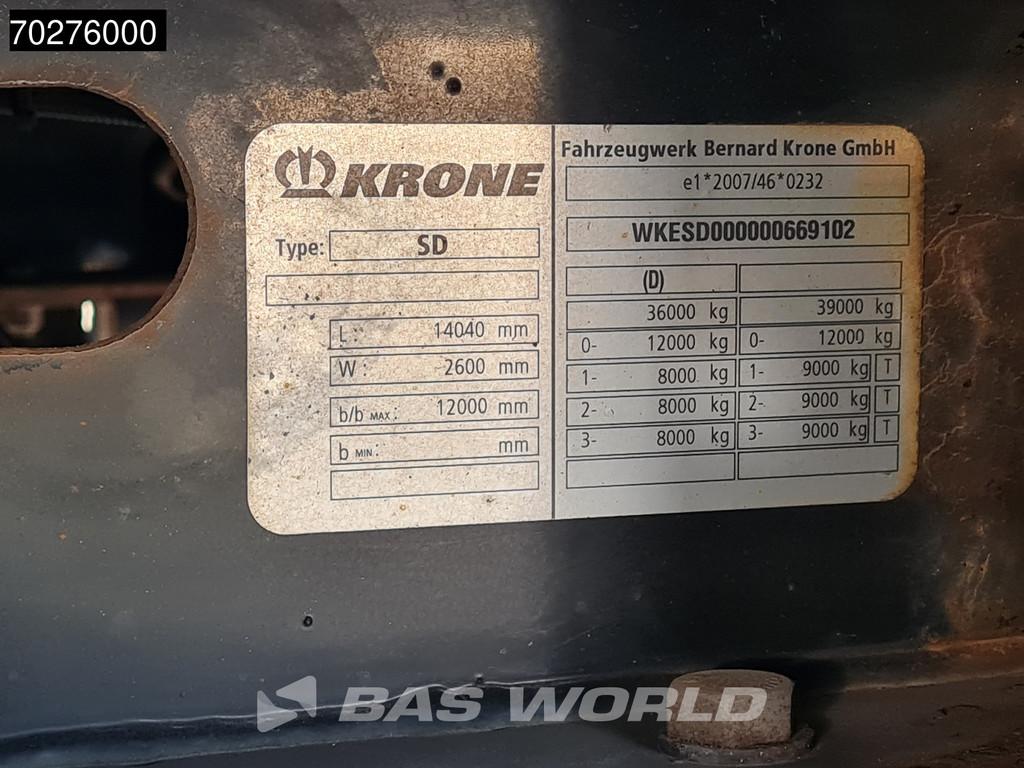 70276000
KRONE
Type: SD
L: 14040 mm
W: 2600 mm
b/b MAX: 12000 mm
b MIN: mm
Fahrzeugwerk Bernard Krone GmbH
e1*2007/46*0232
WKESD000000669102
(D)
36000 kg 39000 kg
0- 12000 kg 0- 12000 kg
1- 8000 kg 1- 9000 kg T
2- 8000 kg 2- 9000 kg T
3- 8000 kg 3- 9000 kg T
BAS WORLD